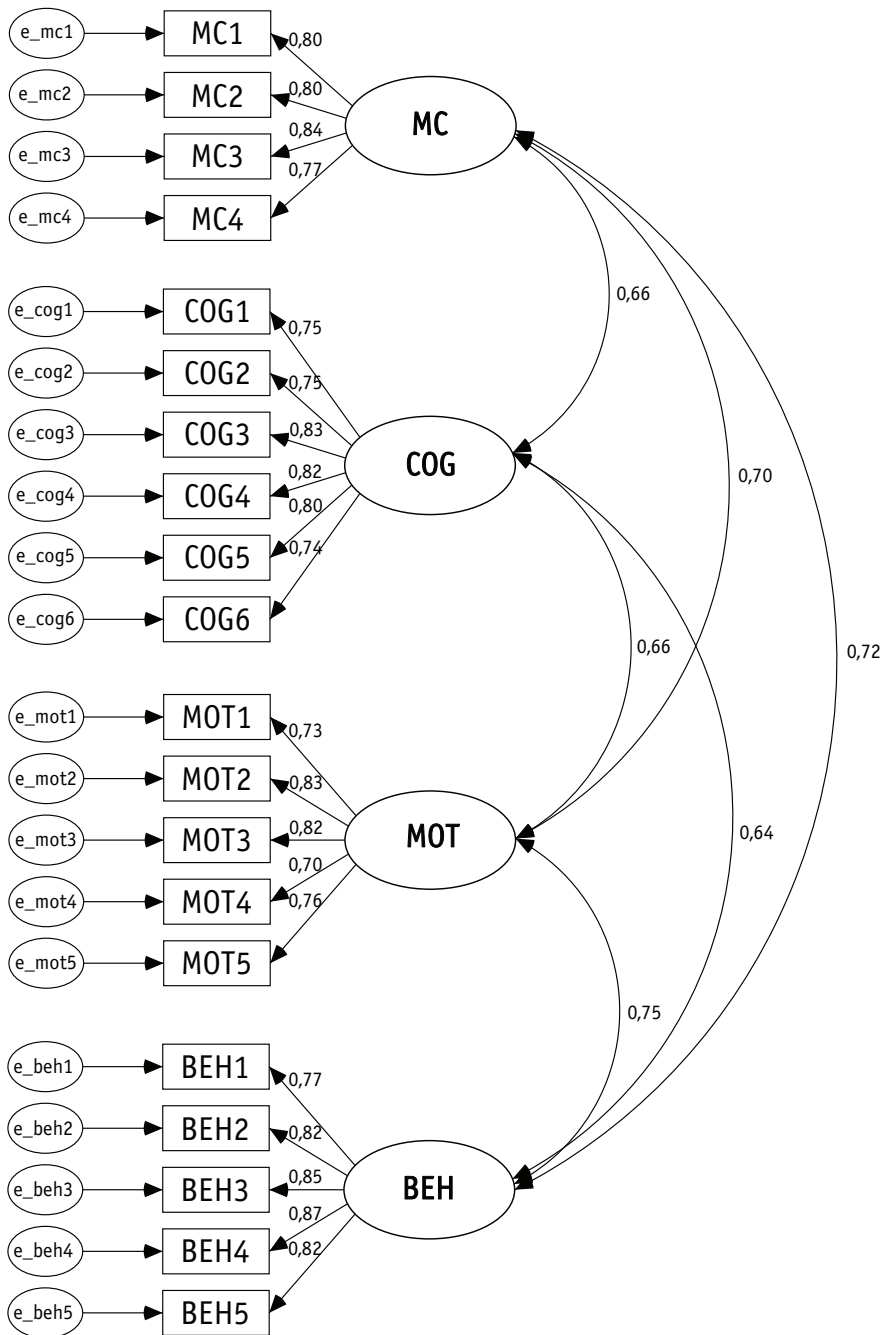 e_mc1 MC1 0,80
e_mc2 MC2 0,80
MC
e_mc3 MC3 0,84
0,77
e_mc4 MC4
0,66
e_cog1 COG1 0,75
e_cog2 COG2 0,75
e_cog3 COG3 0,83
COG
0,82
0,70
e_cog4 COG4
0,80
e_cog5 COG5 0,74
e_cog6 COG6
0,66
0,72
e_mot1 MOT1 0,73
e_mot2 MOT2 0,83
0,82
e_mot3 MOT3 MOT
0,64
0,70
e_mot4 MOT4 0,76
e_mot5 MOT5
0,75
e_beh1 BEH1 0,77
e_beh2 BEH2 0,82
0,85
e_beh3 BEH3 BEH
0,87
e_beh4 BEH4 0,82
e_beh5 BEH5